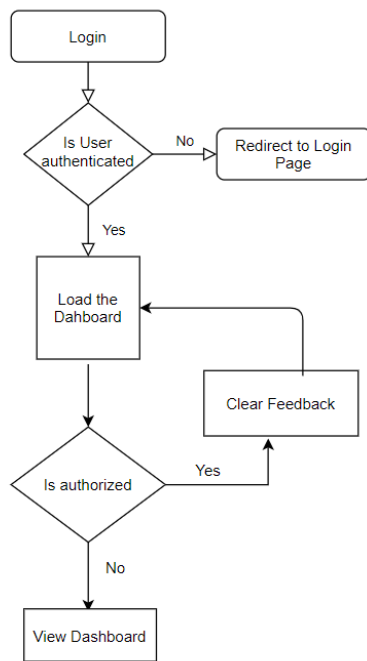 Login
Is User
authenticated
No
Redirect to Login
Page
Yes
Load the
Dahboard
Clear Feedback
Is authorized
Yes
No
View Dashboard